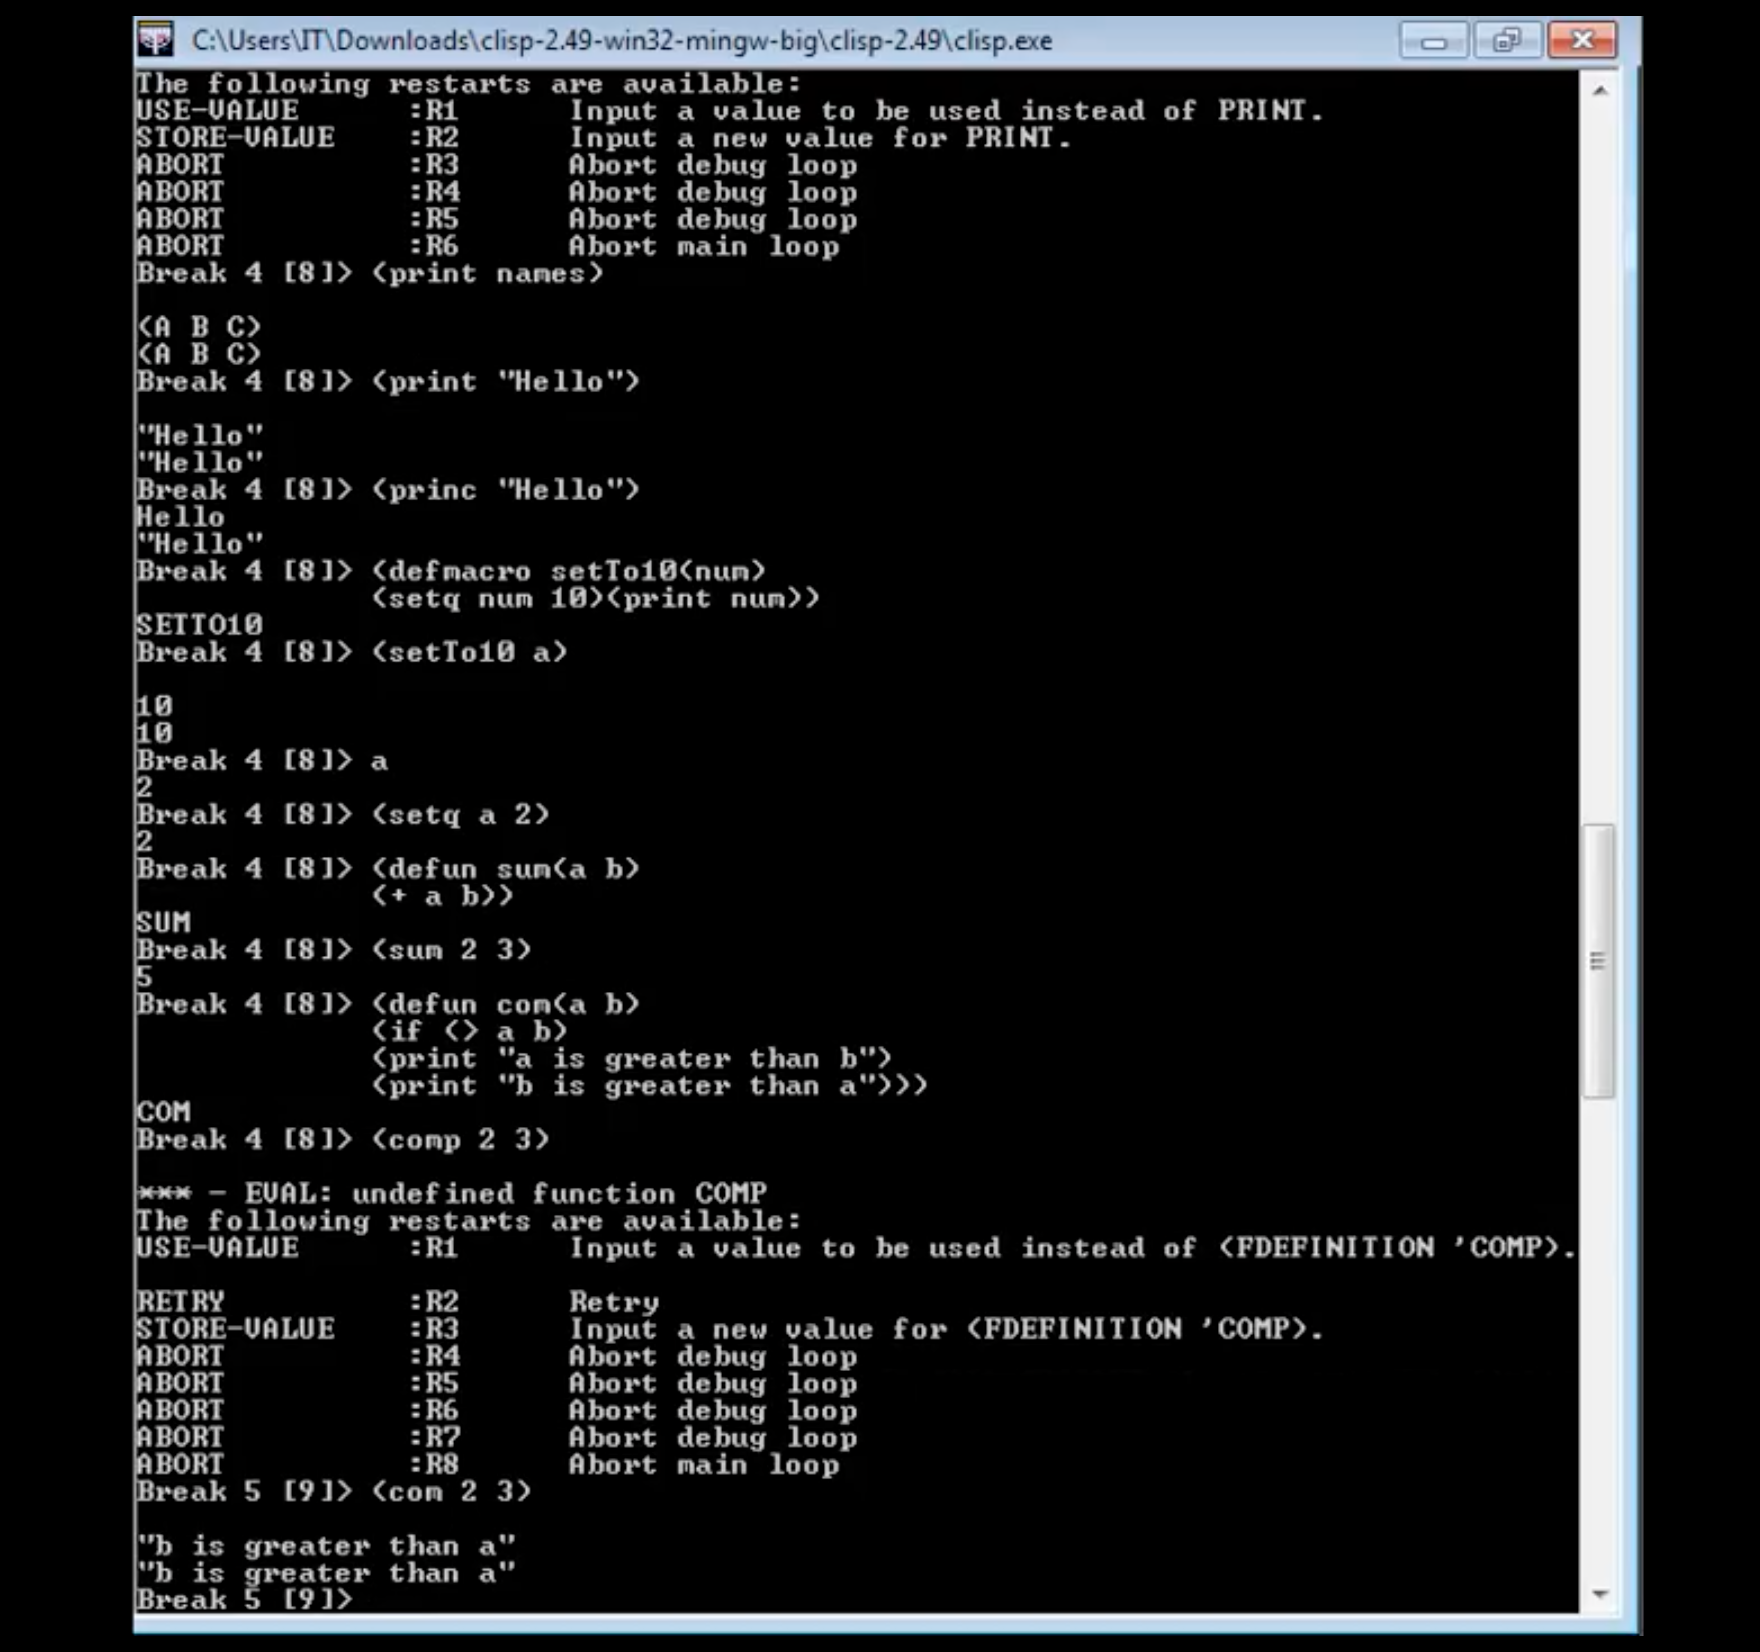 C:\Users\IT\Downloads\clisp-2.49-win32-mingw-big\clisp-2.49\clisp.exe
The following restarts are available:
USE-VALUE      :R1      Input a value to be used instead of PRINT.
STORE-VALUE    :R2      Input a new value for PRINT.
ABORT          :R3      Abort debug loop
ABORT          :R4      Abort debug loop
ABORT          :R5      Abort debug loop
ABORT          :R6      Abort main loop
Break 4 [8]> (print names)
(A B C)
(A B C)
Break 4 [8]> (print "Hello")
"Hello"
"Hello"
Break 4 [8]> (princ "Hello")
Hello
"Hello"
Break 4 [8]> (defmacro setTo10(num)
(setq num 10)(print num))
SETTO10
Break 4 [8]> (setTo10 a)
10
10
Break 4 [8]> a
2
Break 4 [8]> (setq a 2)
2
Break 4 [8]> (defun sum(a b)
(+ a b))
SUM
Break 4 [8]> (sum 2 3)
5
Break 4 [8]> (defun com(a b)
(if (> a b)
(print "a is greater than b")
(print "b is greater than a")))
COM
Break 4 [8]> (comp 2 3)
*** - EVAL: undefined function COMP
The following restarts are available:
USE-VALUE      :R1      Input a value to be used instead of (FDEFINITION 'COMP).
RETRY          :R2      Retry
STORE-VALUE    :R3      Input a new value for (FDEFINITION 'COMP).
ABORT          :R4      Abort debug loop
ABORT          :R5      Abort debug loop
ABORT          :R6      Abort debug loop
ABORT          :R7      Abort debug loop
ABORT          :R8      Abort main loop
Break 5 [9]> (com 2 3)
"b is greater than a"
"b is greater than a"
Break 5 [9]>